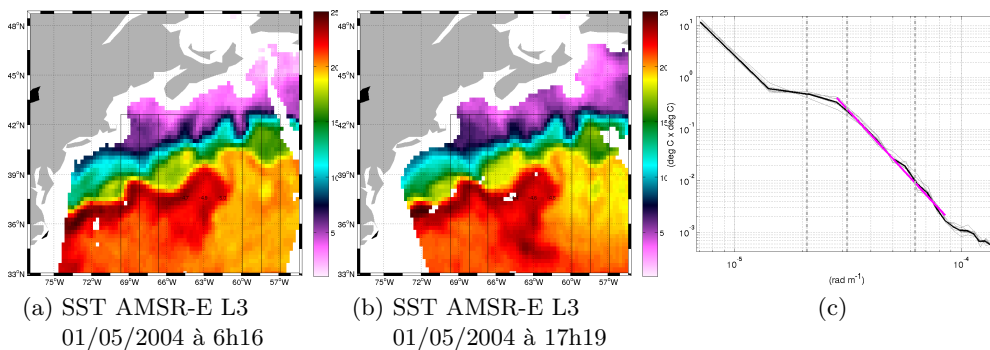 48°N
45°N
42°N
39°N
36°N
33°N
75°W 72°W 69°W 66°W 63°W 60°W 57°W
25
20
15
10
5
48°N
45°N
42°N
39°N
36°N
33°N
75°W 72°W 69°W 66°W 63°W 60°W 57°W
25
20
15
10
5
10¹
10⁰
10⁻¹
10⁻²
10⁻³
(deg C x deg C)
10⁻⁵ 10⁻⁴
(rad m⁻¹)
(a) SST AMSR-E L3
01/05/2004 à 6h16
(b) SST AMSR-E L3
01/05/2004 à 17h19
(c)